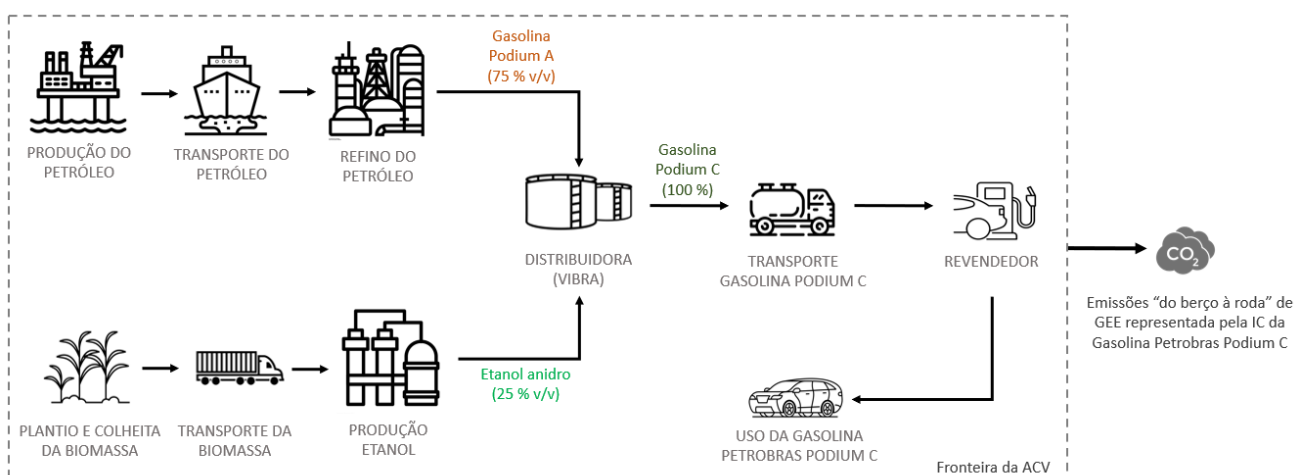 Gasolina
Podium A
(75 % v/v)
PRODUÇÃO DO
PETRÓLEO
TRANSPORTE DO
PETRÓLEO
REFINO DO
PETRÓLEO
Gasolina
Podium C
(100 %)
DISTRIBUIDORA
(VIBRA)
TRANSPORTE
GASOLINA PODIUM C
REVENDEDOR
CO2
Emissões “do berço à roda” de
GEE representada pela IC da
Gasolina Petrobras Podium C
Etanol anidro
(25 % v/v)
PLANTIO E COLHEITA
DA BIOMASSA
TRANSPORTE DA
BIOMASSA
PRODUÇÃO
ETANOL
USO DA GASOLINA
PETROBRAS PODIUM C
Fronteira da ACV